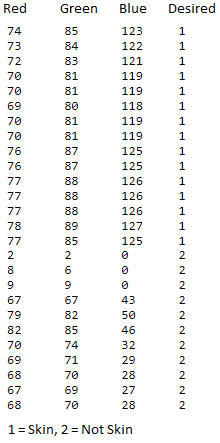 Red Green Blue Desired
74 85 123 1
73 84 122 1
72 83 121 1
70 81 119 1
70 81 119 1
69 80 118 1
70 81 119 1
70 81 119 1
76 87 125 1
76 87 125 1
77 88 126 1
77 88 126 1
77 88 126 1
78 89 127 1
77 85 125 1
2 2 0 2
8 6 0 2
9 9 0 2
67 67 43 2
79 82 50 2
82 85 46 2
70 74 32 2
69 71 29 2
68 70 28 2
67 69 27 2
68 70 28 2
1 = Skin, 2 = Not Skin